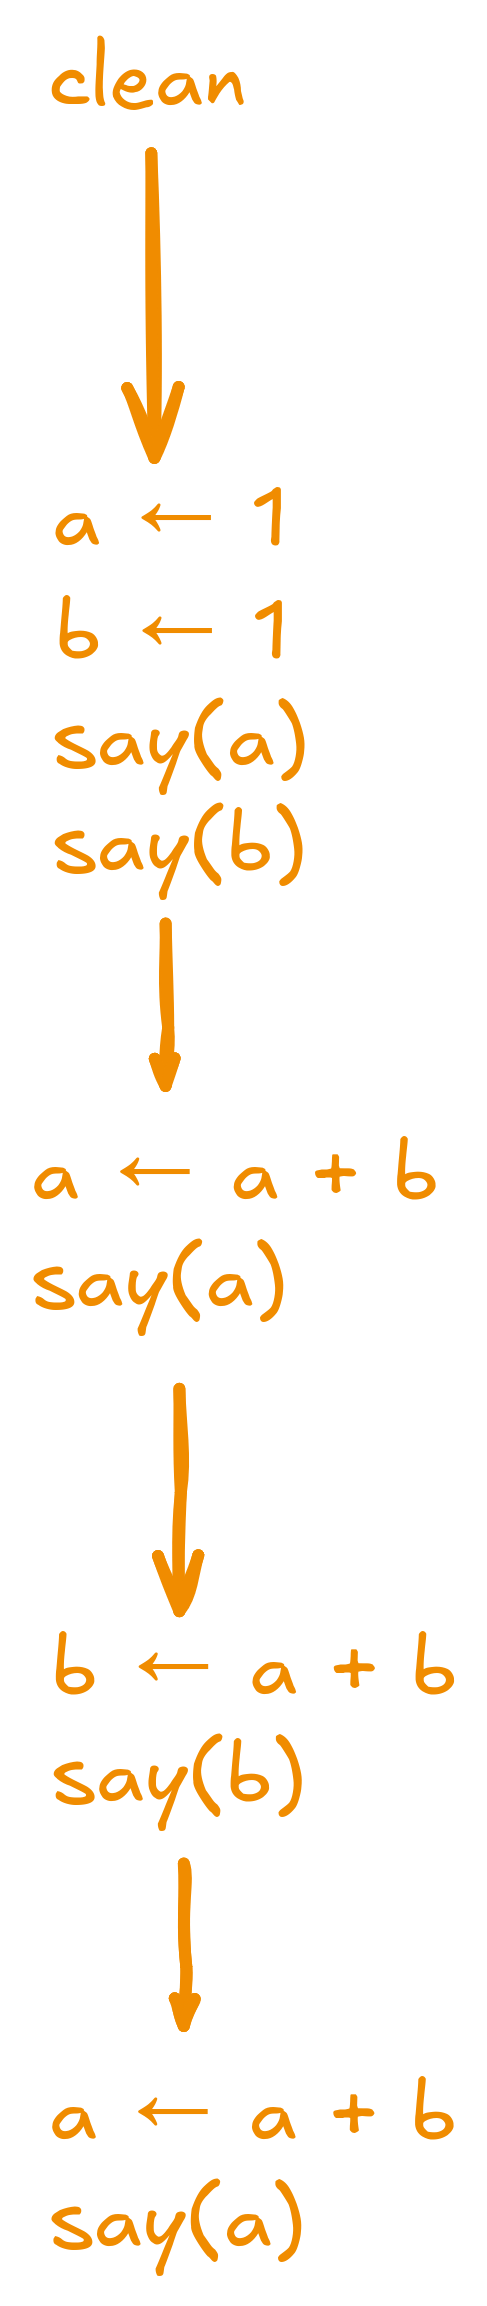 clean
a ← 1
b ← 1
say(a)
say(b)
a ← a + b
say(a)
b ← a + b
say(b)
a ← a + b
say(a)